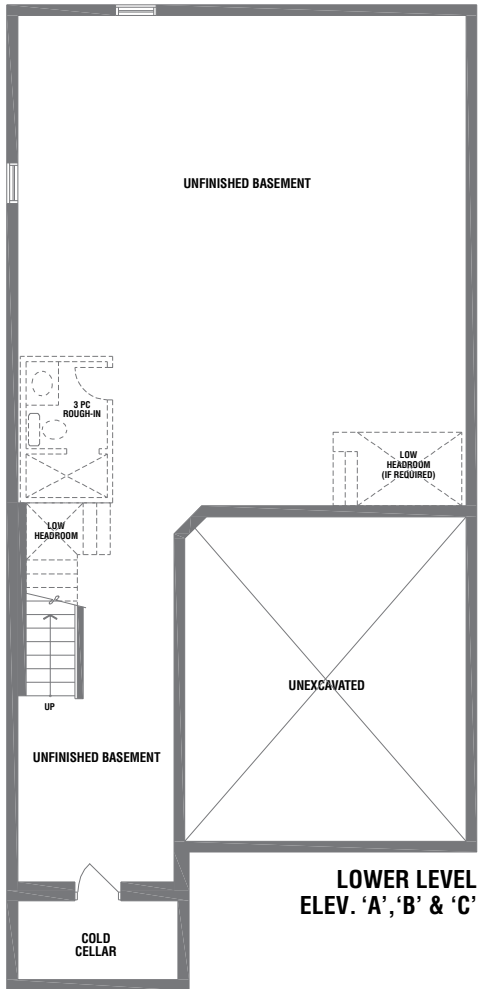 UNFINISHED BASEMENT
3 PC
ROUGH-IN
LOW
HEADROOM
(IF REQUIRED)
LOW
HEADROOM
UNEXCAVATED
UP
UNFINISHED BASEMENT
LOWER LEVEL
ELEV. ‘A’,‘B’ & ‘C’
COLD
CELLAR